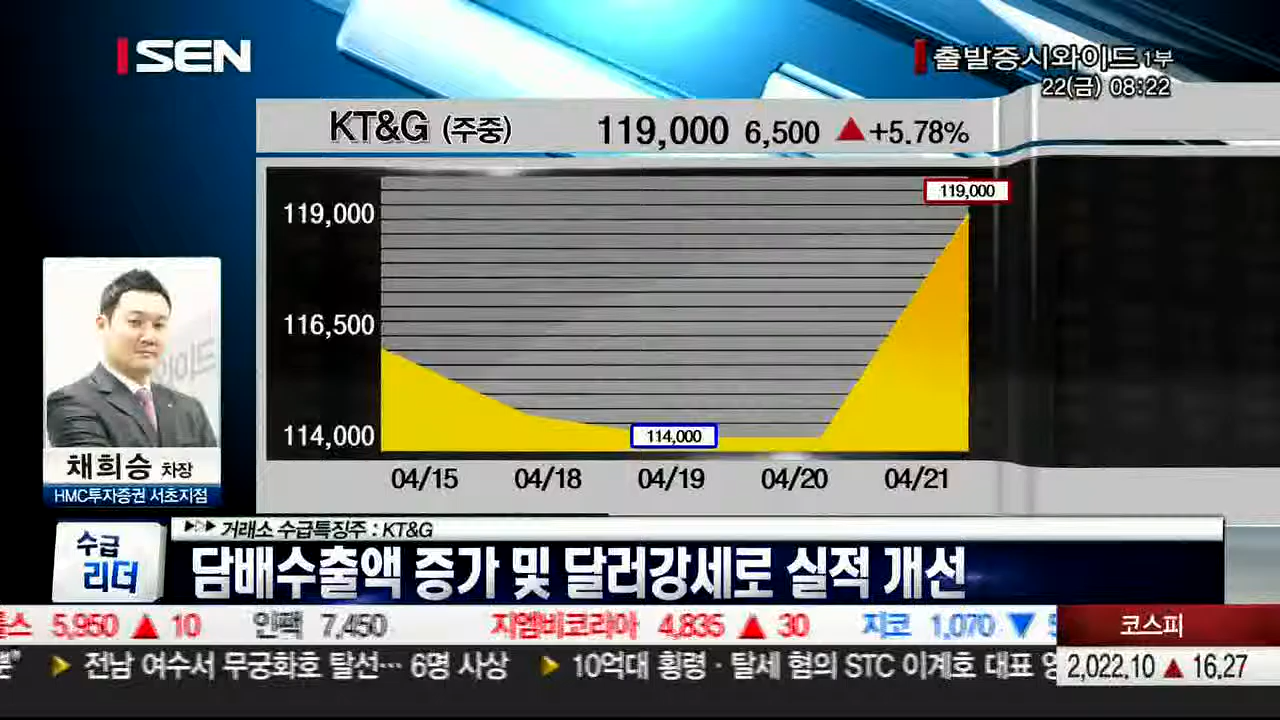 SEN
출발증시와이드 1부
22(금) 08:22
KT&G (주중) 119,000 6,500 ▲+5.78%
119,000
119,000
116,500
114,000
114,000
04/15 04/18 04/19 04/20 04/21
와이드
채희승 차장
HMC투자증권 서초지점
수급
리더
거래소 수급특징주 : KT&G
담배수출액 증가 및 달러강세로 실적 개선
5,950 ▲ 10 인팩 7,450 지엠비코리아 4,835 ▲ 30 지코 1,070 ▼
코스피
전남 여수서 무궁화호 탈선… 6명 사상 10억대 횡령·탈세 혐의 STC 이계호 대표
2,022.10 ▲ 16.27